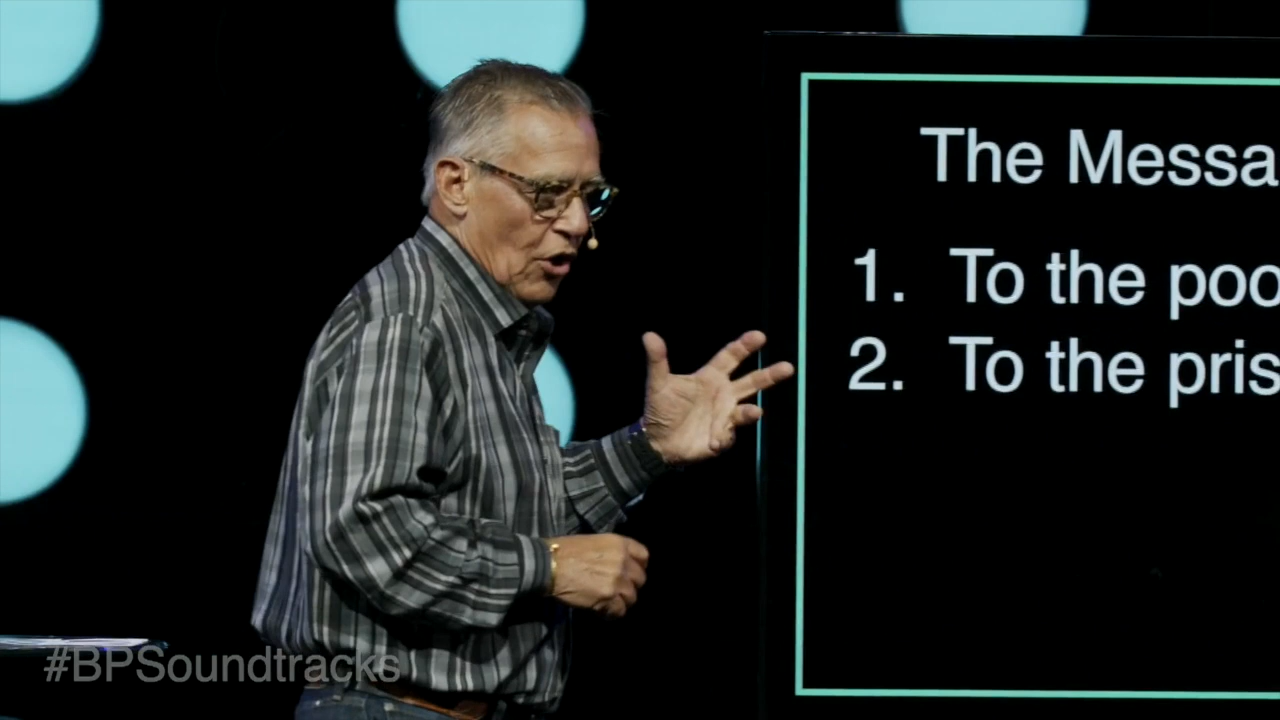 The Messa
1. To the poo
2. To the pris
#BPSoundtracks